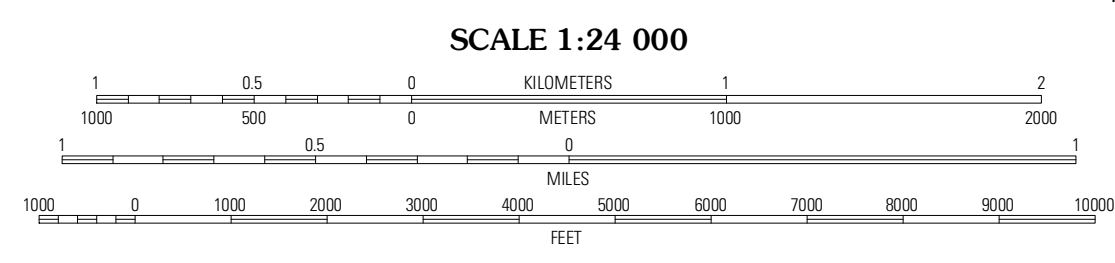 SCALE 1:24 000
1 0.5 0 KILOMETERS 1 2
1000 500 0 METERS 1000 2000
1 0.5 0 1
MILES
1000 0 1000 2000 3000 4000 5000 6000 7000 8000 9000 10000
FEET